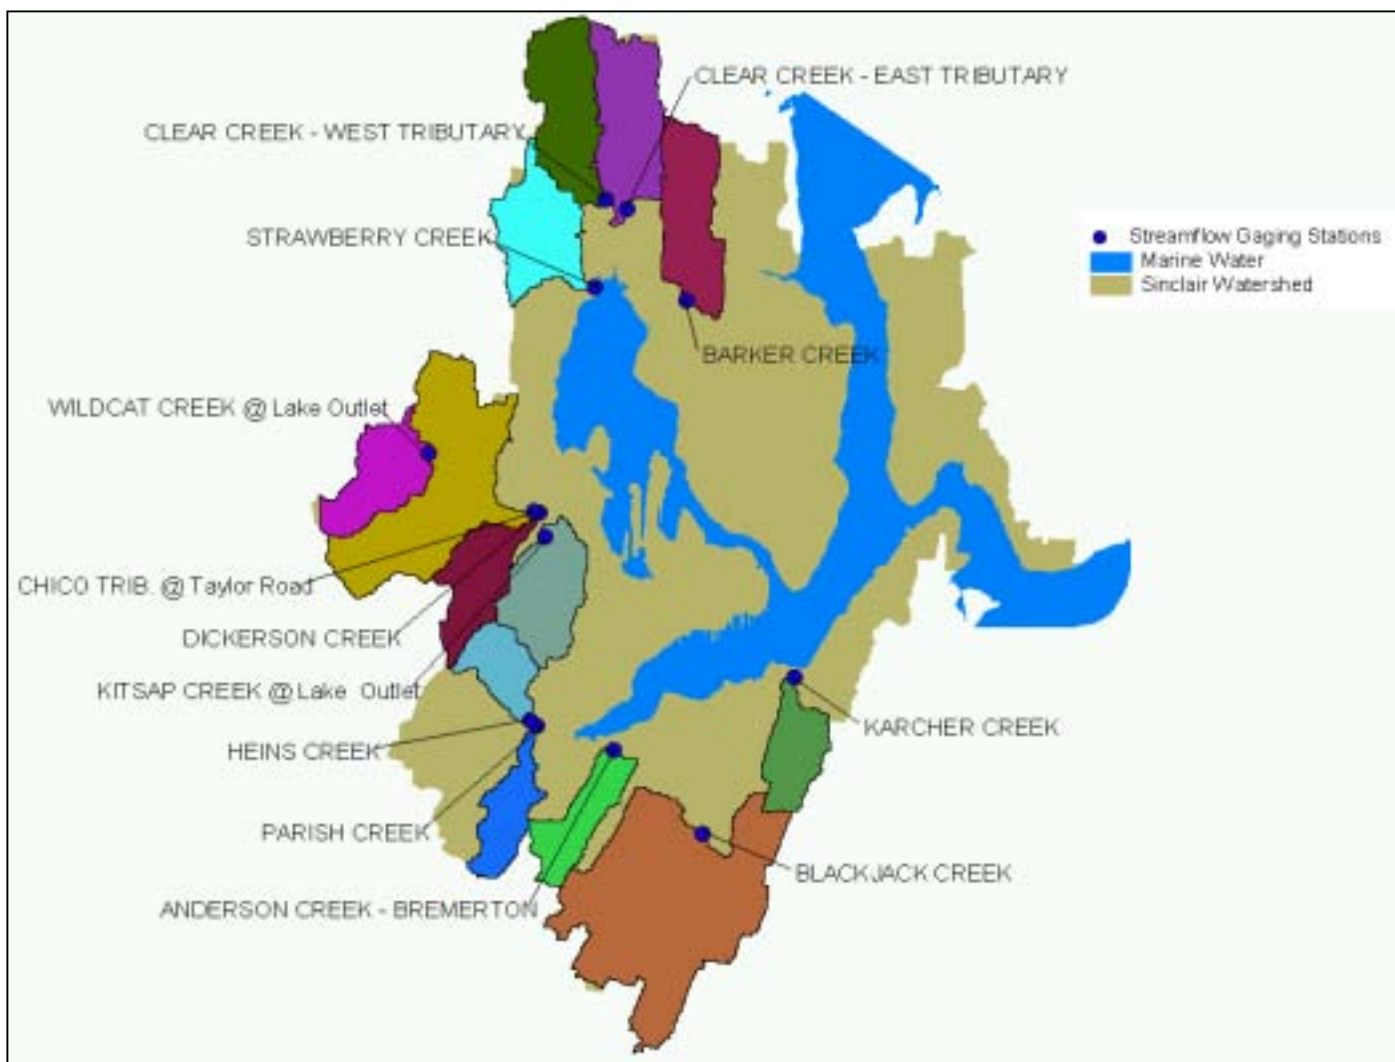 CLEAR CREEK - EAST TRIBUTARY
CLEAR CREEK - WEST TRIBUTARY
STRAWBERRY CREEK
Streamflow Gaging Stations
Marine Water
Sinclair Watershed
BARKER CREEK
WILDCAT CREEK @ Lake Outlet
CHICO TRIB. @ Taylor Road
DICKERSON CREEK
KITSAP CREEK @ Lake Outlet
KARCHER CREEK
HEINS CREEK
PARISH CREEK
BLACKJACK CREEK
ANDERSON CREEK - BREMERTON